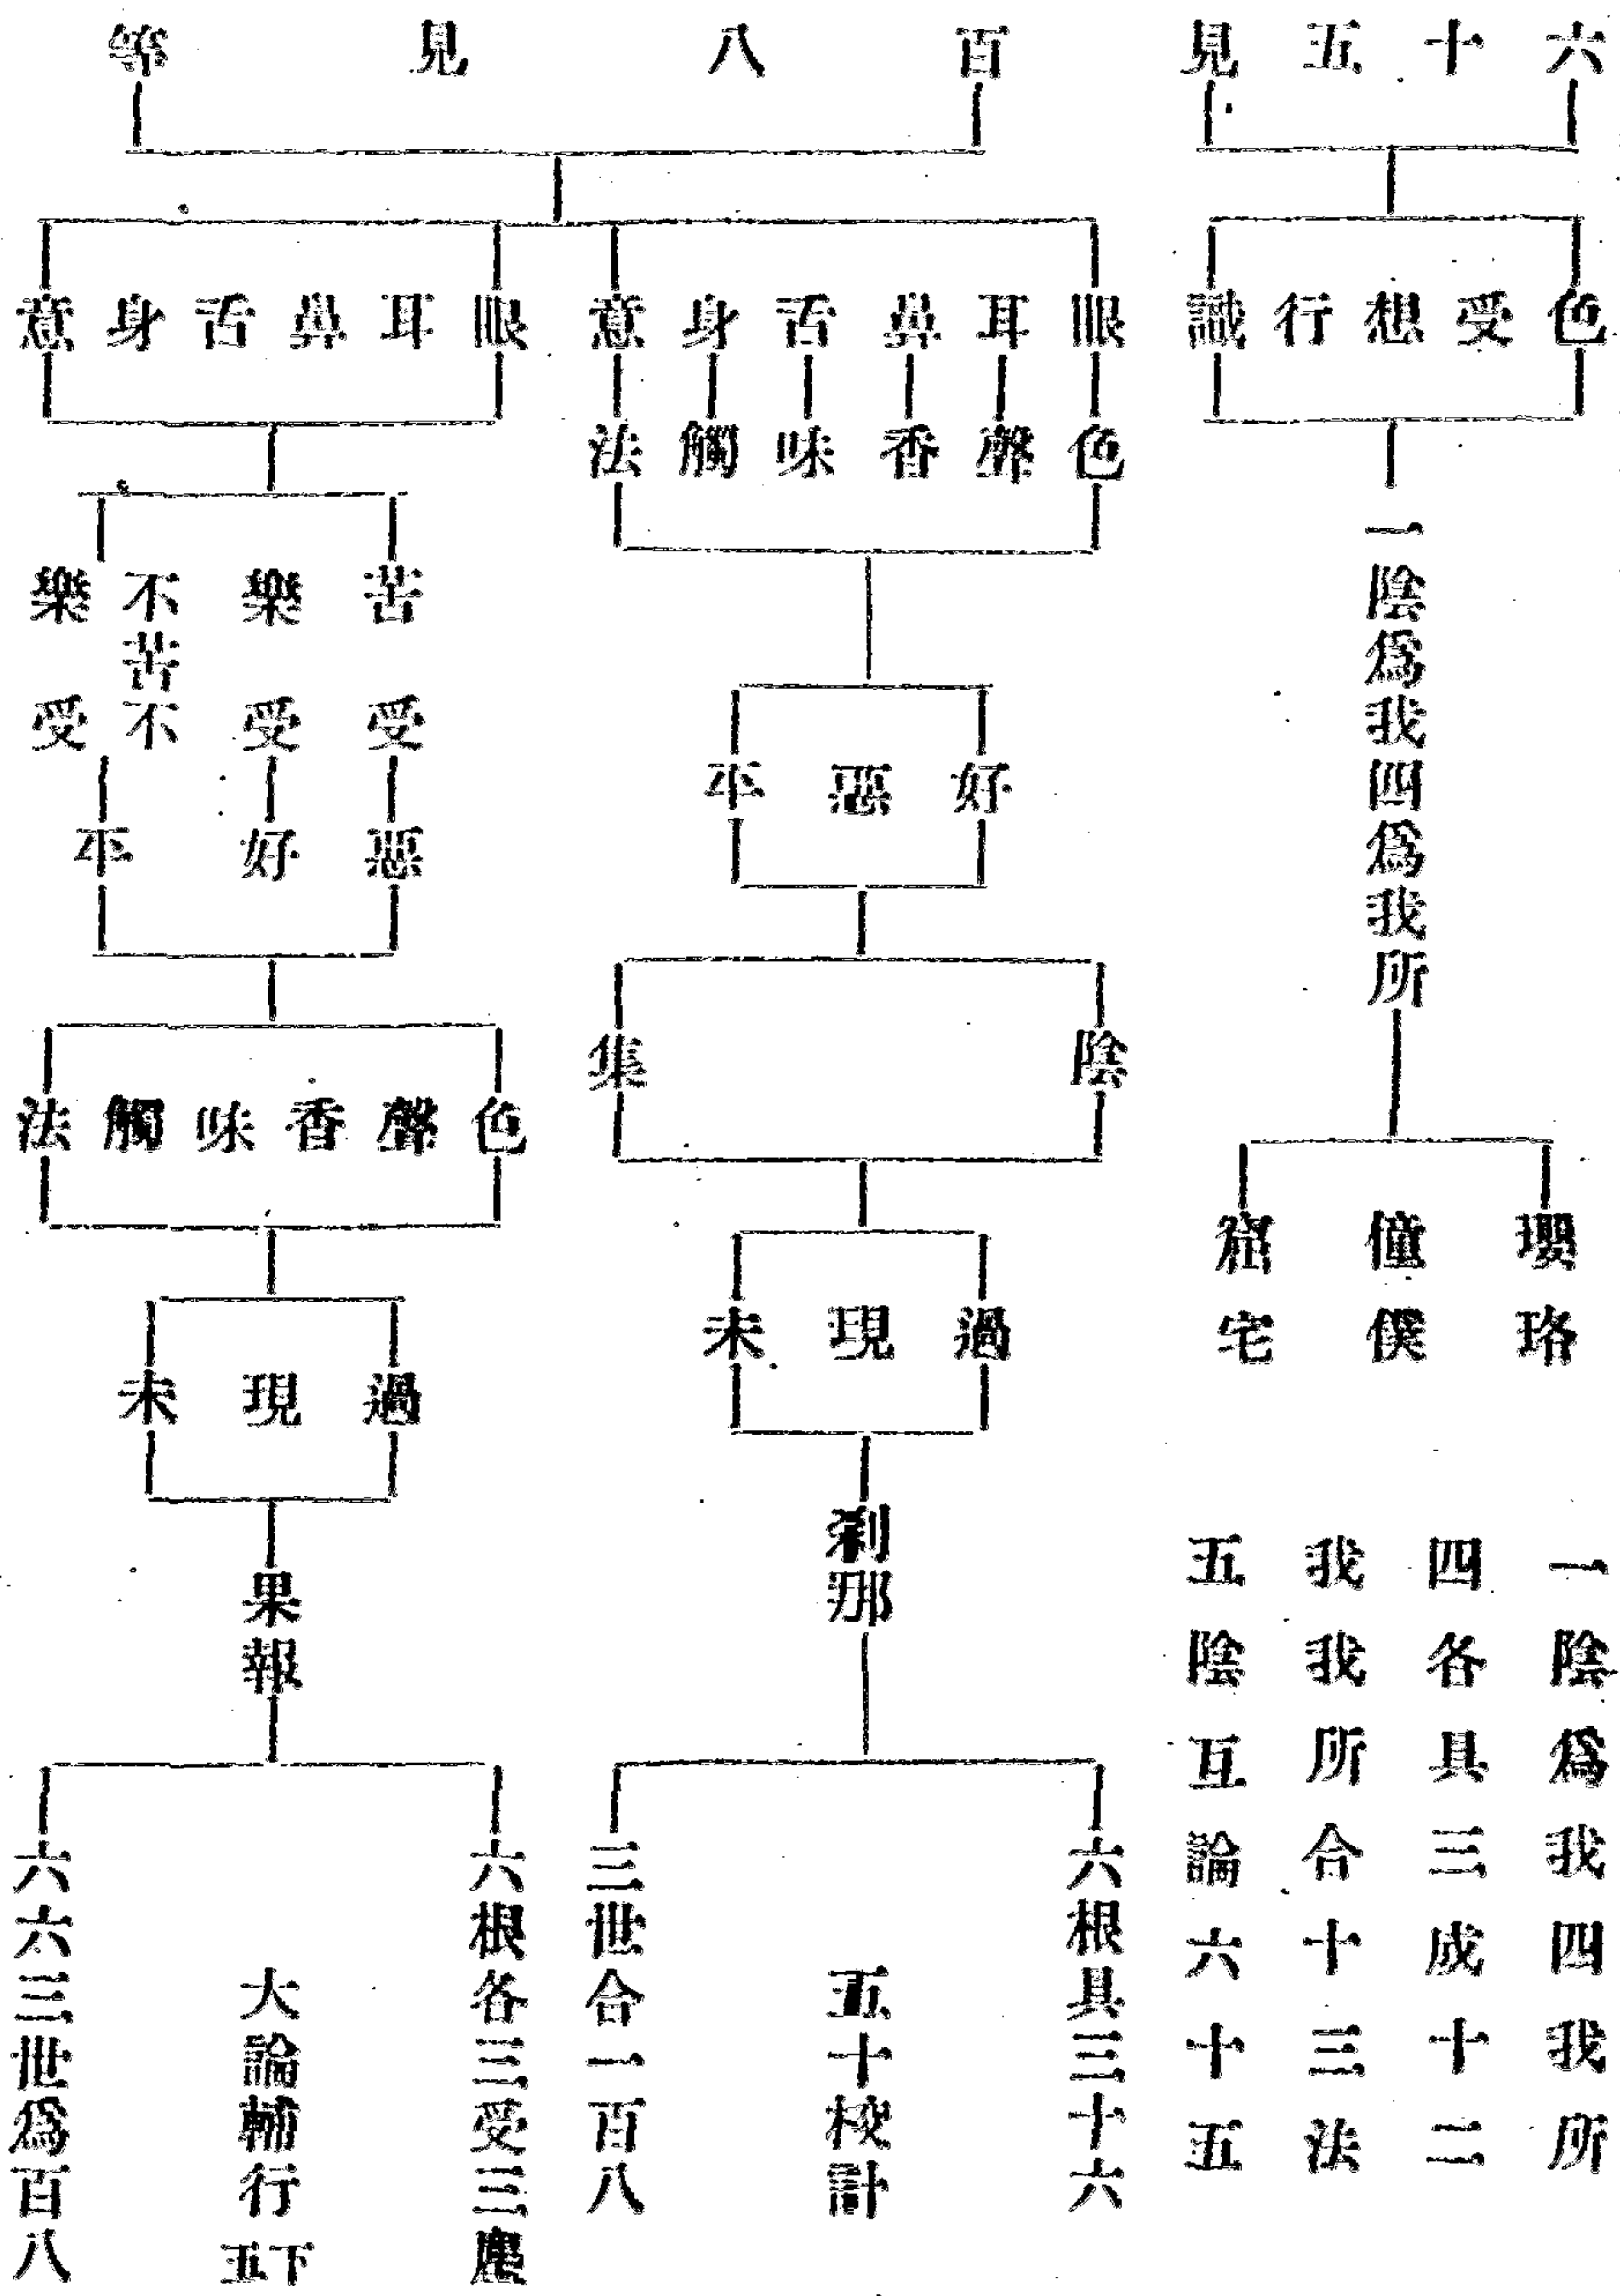 六十五見
色受想行識
一陰為我四為我所
瓔珞
僮僕
窟宅
一陰為我四我所
四各具三成十二
我我所合十三法
五陰互論六十五
百八見等
眼耳鼻舌身意
色聲香味觸法
好惡平
陰集
過現未
剎那
六根具三十六
五十校計
三世合一百八
眼耳鼻舌身意
苦受
樂受
不苦不樂受
惡好平
色聲香味觸法
過現未
果報
六根各三受三塵
大論輔行五下
六六三世為百八